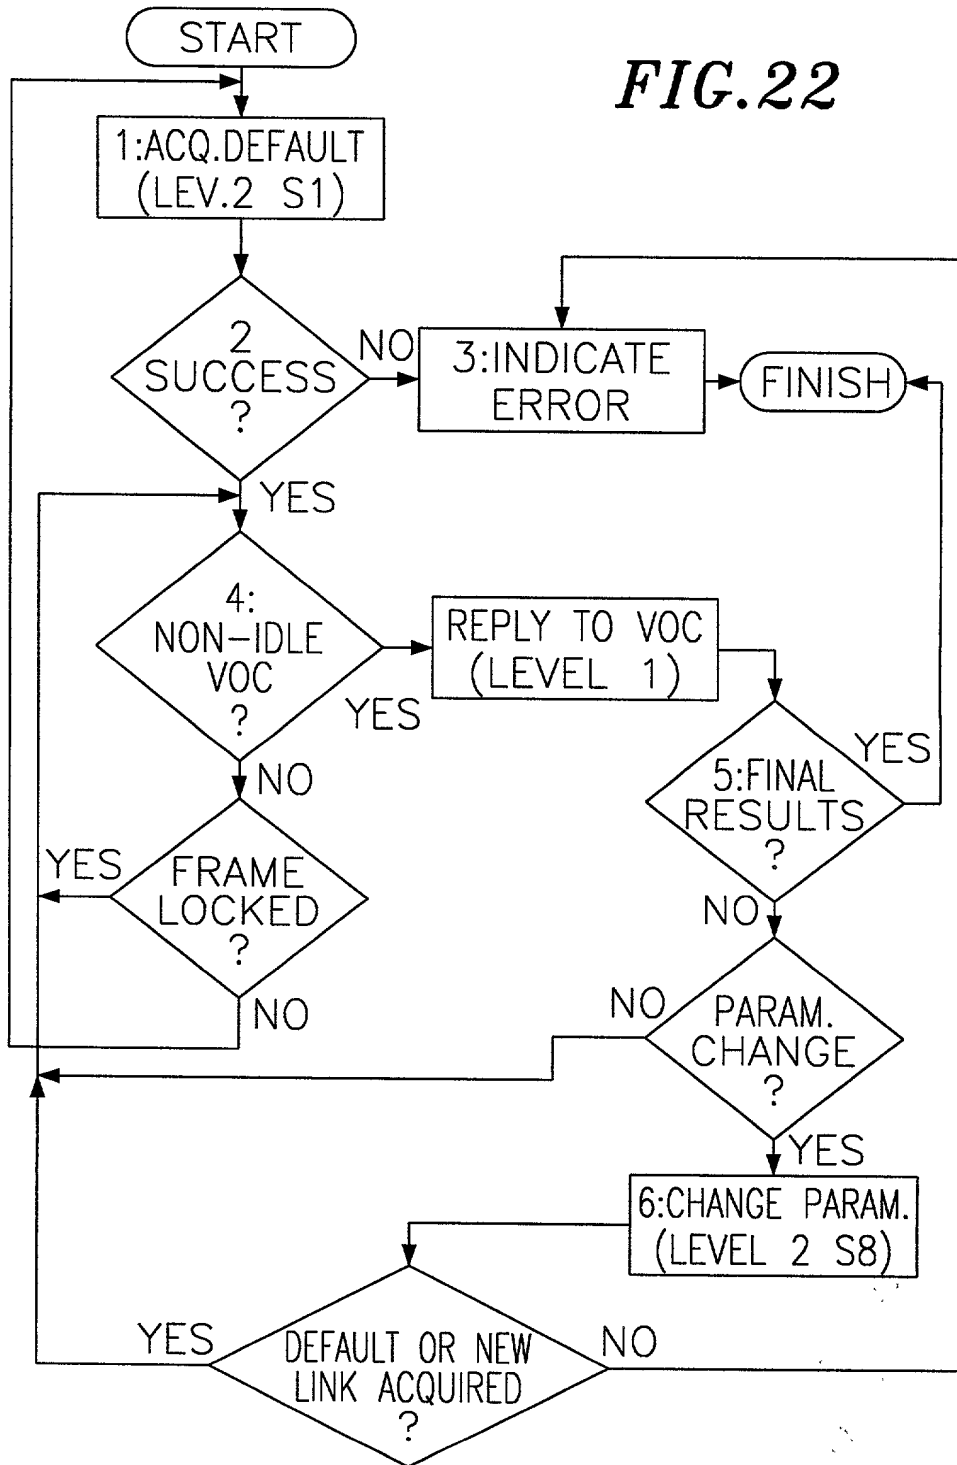 START
FIG.22
1:ACQ.DEFAULT
(LEV.2 S1)
2
SUCCESS
?
NO
3:INDICATE
ERROR
FINISH
YES
4:
NON-IDLE
VOC
?
YES
REPLY TO VOC
(LEVEL 1)
NO
5:FINAL
RESULTS
?
YES
YES
FRAME
LOCKED
?
NO
NO
NO
PARAM.
CHANGE
?
YES
6:CHANGE PARAM.
(LEVEL 2 S8)
YES
DEFAULT OR NEW
LINK ACQUIRED
?
NO